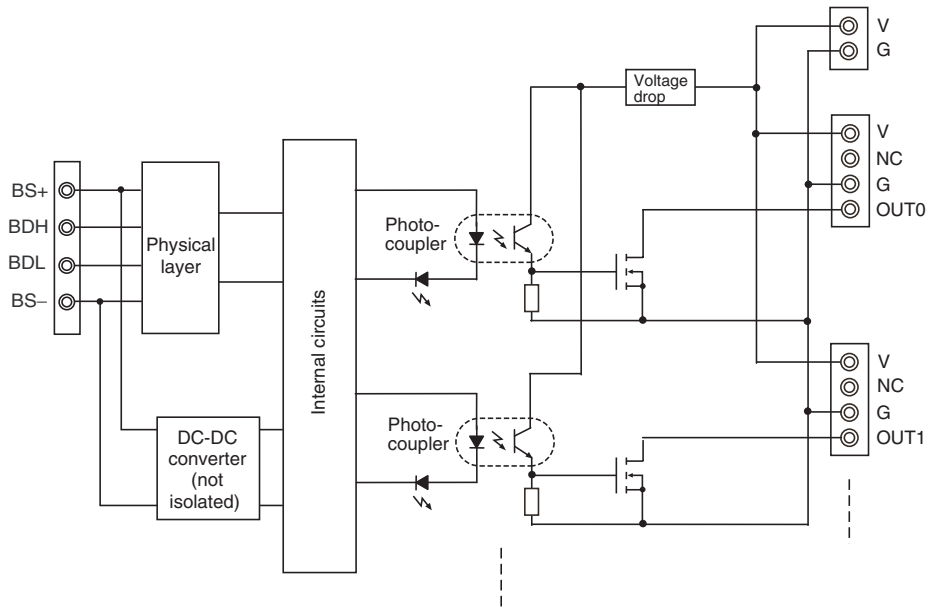 BS+
BDH
BDL
BS–
Physical
layer
DC-DC
converter
(not
isolated)
Internal circuits
Photo-
coupler
Photo-
coupler
Voltage
drop
V
G
V
NC
G
OUT0
V
NC
G
OUT1